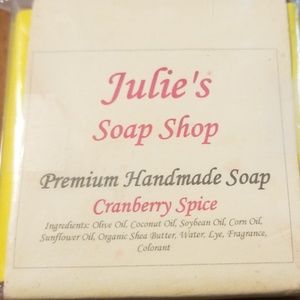 Julie's
Soap Shop
Premium Handmade Soap
Cranberry Spice
Ingredients: Olive Oil, Coconut Oil, Soybean Oil, Corn Oil,
Sunflower Oil, Organic Shea Butter, Water, Lye, Fragrance,
Colorant